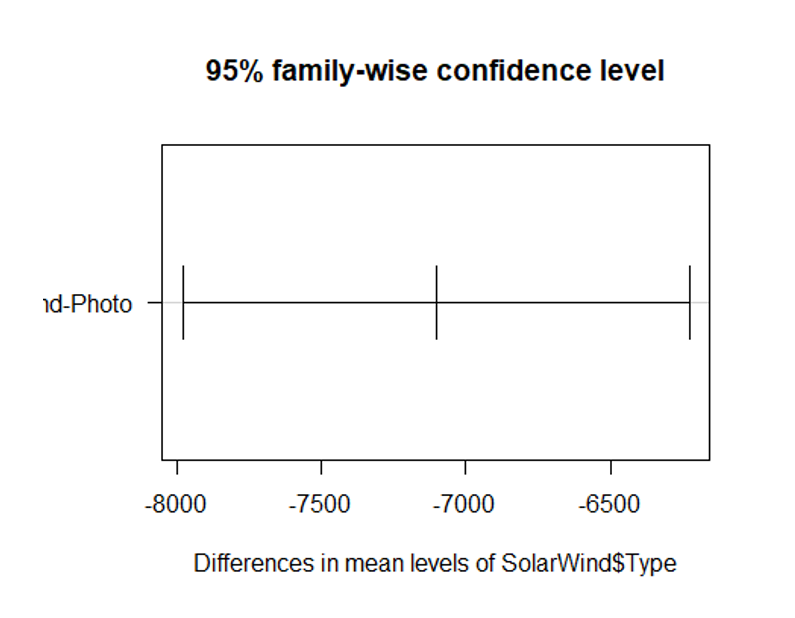 95% family-wise confidence level
nd-Photo
-8000 -7500 -7000 -6500
Differences in mean levels of SolarWind$Type